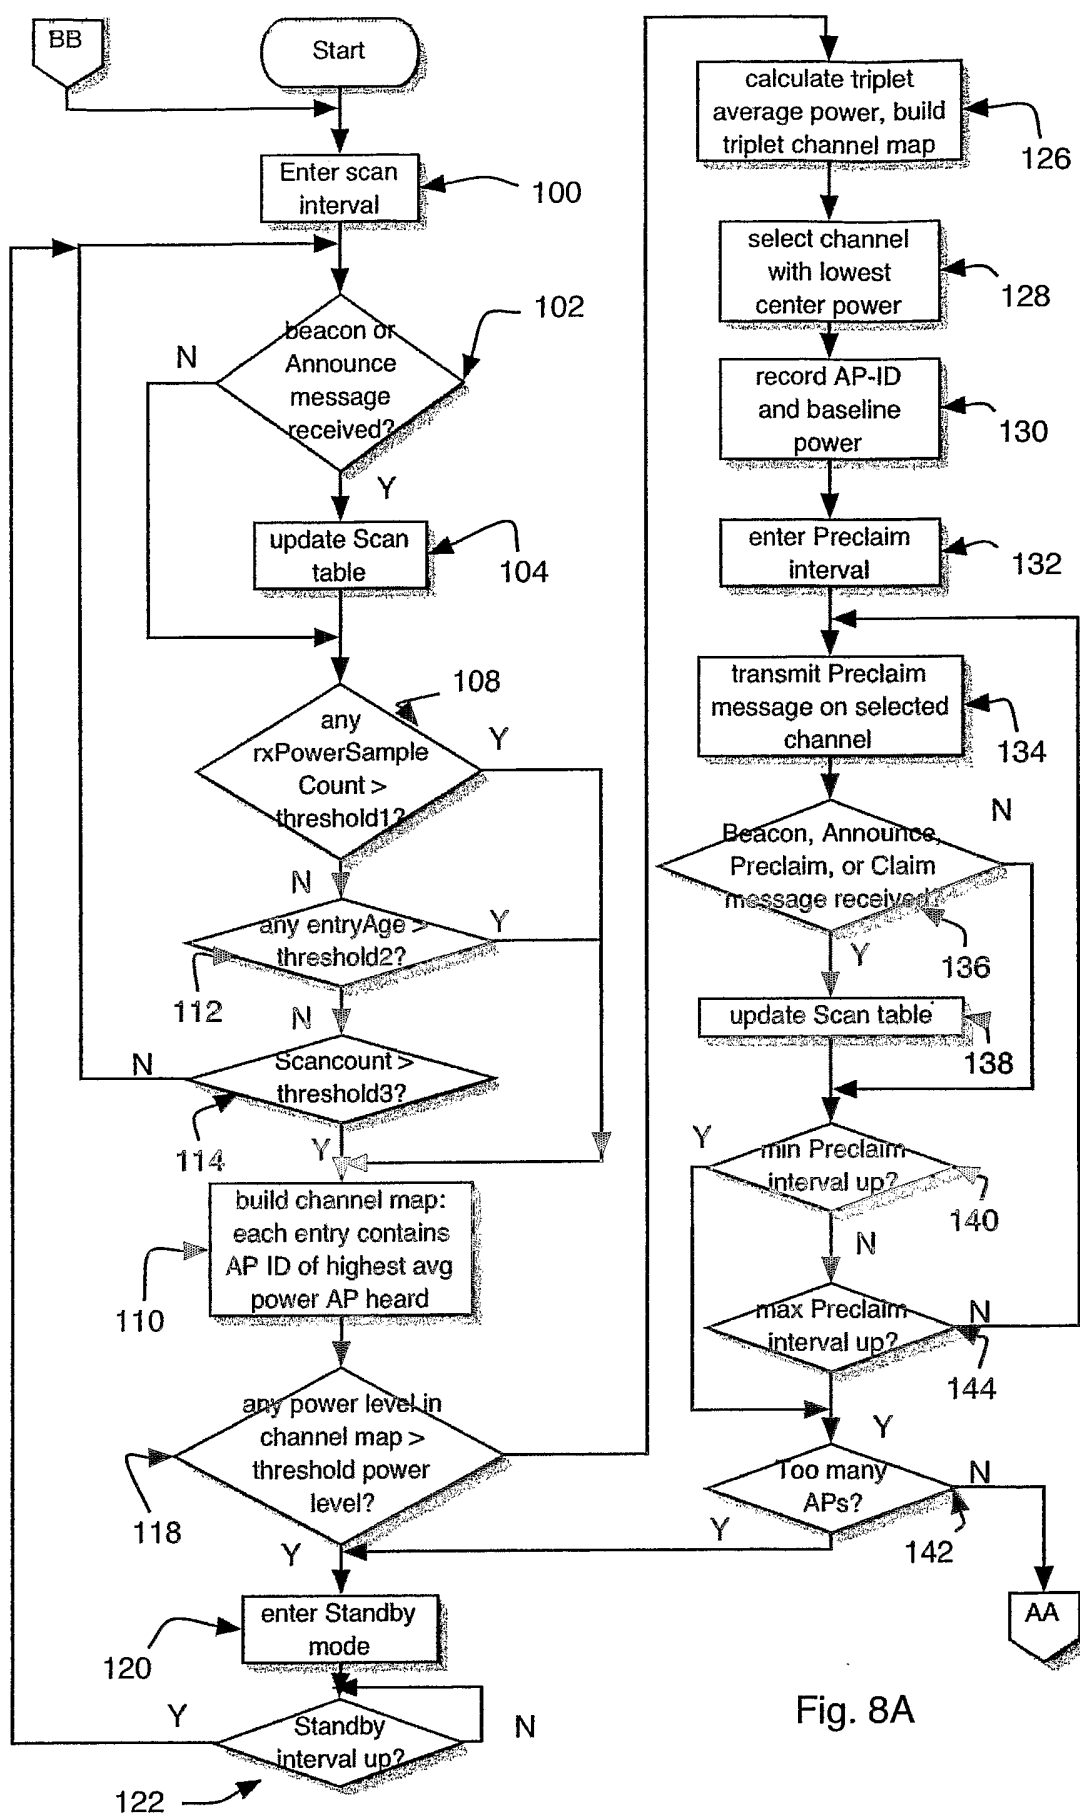 BB
Start
Enter scan
interval
100
beacon or
Announce
message
received?
102
N
Y
update Scan
table
104
any
rxPowerSample
Count >
threshold1?
108
Y
N
any entryAge >
threshold2?
Y
112
N
Scancount >
threshold3?
N
114
Y
build channel map:
each entry contains
AP ID of highest avg
power AP heard
110
any power level in
channel map >
threshold power
level?
118
Y
enter Standby
mode
120
Standby
interval up?
Y
N
122
calculate triplet
average power, build
triplet channel map
126
select channel
with lowest
center power
128
record AP-ID
and baseline
power
130
enter Preclaim
interval
132
transmit Preclaim
message on selected
channel
134
Beacon, Announce,
Preclaim, or Claim
message received?
N
136
Y
update Scan table
138
min Preclaim
interval up?
Y
140
N
max Preclaim
interval up?
N
144
Y
Too many
APs?
N
Y
142
AA
Fig. 8A